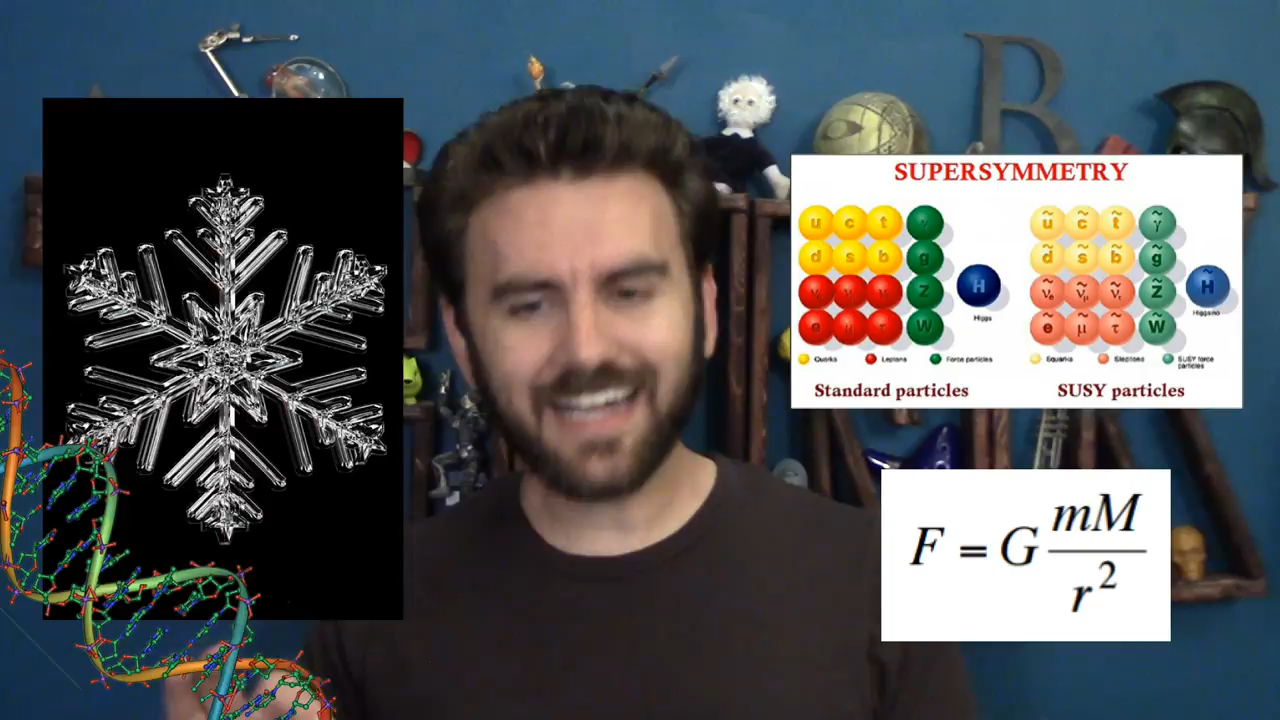 R
SUPERSYMMETRY
u c t
d s b g
H
Z
μ τ W
Higgs
Quarks Leptons Force particles
Standard particles
ũ c̃ t̃ γ̃
d̃ s̃ b̃ g̃
ν̃e ν̃μ ν̃τ Z̃
H̃
ẽ μ̃ τ̃ W̃
Higgsino
Squarks Sleptons SUSY force
particles
SUSY particles
F = G mM
r²